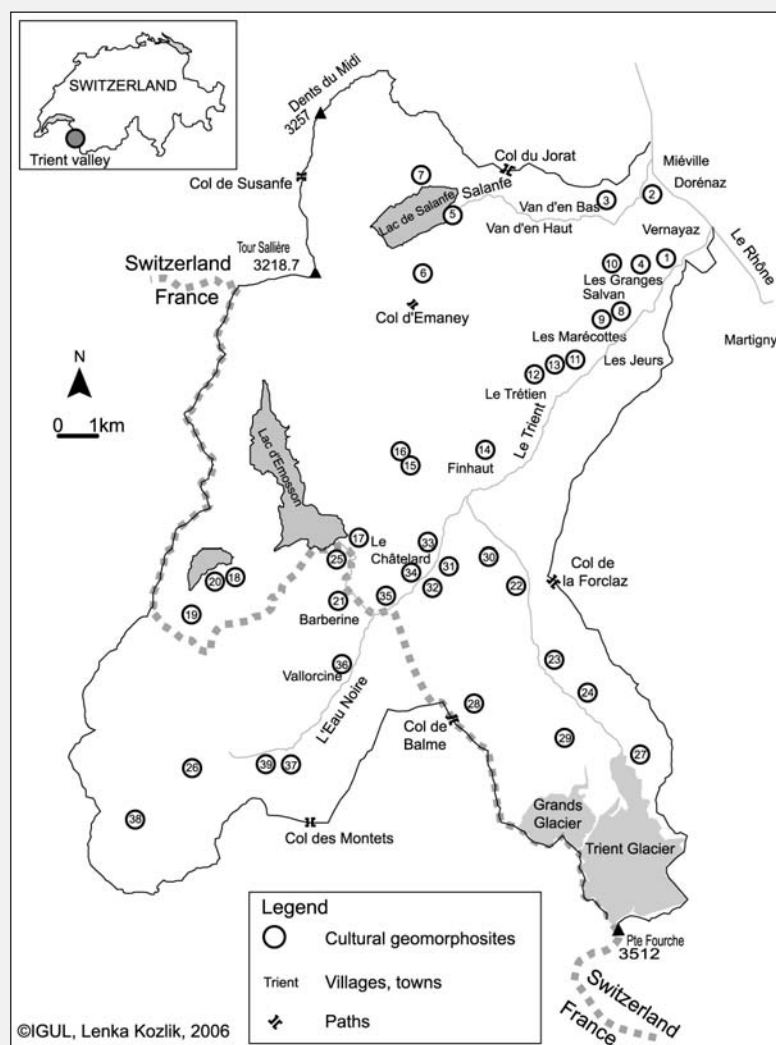 SWITZERLAND
Trient valley
Dents du Midi
3257
Col du Jorat
Miéville
Dorénaz
Col de Susanfe
7
Salanfe
Lac de Salanfe
5
Van d'en Bas
3
2
Van d'en Haut
Vernayaz
Le Rhône
Tour Sallière
3218.7
Switzerland
France
6
10
4
1
Les Granges
Salvan
Col d'Emaney
9
8
Les Marécottes
Martigny
N
0 1km
12
13
11
Les Jeurs
Le Trétien
Le Trient
Lac d'Emosson
16
15
14
Finhaut
17
Le
Châtelard
33
25
34
31
30
Col de
la Forclaz
20
18
32
22
19
21
35
Barberine
36
Vallorcine
23
24
L'Eau Noire
28
Col de
Balme
29
27
26
39
37
Grands
Glacier
38
Col des Montets
Trient Glacier
Pte Fourche
3512
Switzerland
France
Legend
Cultural geomorphosites
Trient Villages, towns
Paths
©IGUL, Lenka Kozlik, 2006